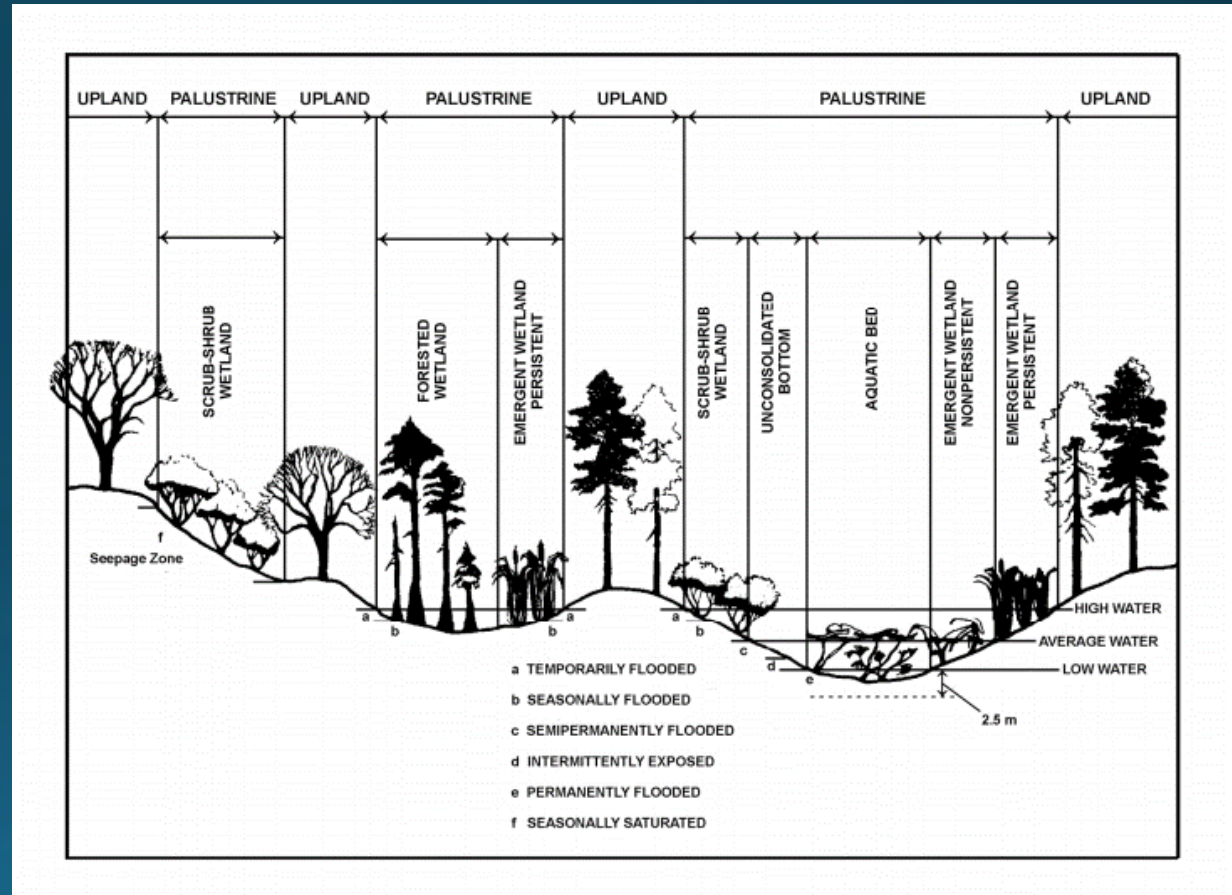 UPLAND PALUSTRINE UPLAND PALUSTRINE UPLAND PALUSTRINE UPLAND
SCRUB-SHRUB
WETLAND
FORESTED
WETLAND
EMERGENT WETLAND
PERSISTENT
SCRUB-SHRUB
WETLAND
UNCONSOLIDATED
BOTTOM
AQUATIC BED
EMERGENT WETLAND
NONPERSISTENT
EMERGENT WETLAND
PERSISTENT
f
Seepage Zone
a
b
b
a
a
b
c
d
e
HIGH WATER
AVERAGE WATER
LOW WATER
2.5 m
a TEMPORARILY FLOODED
b SEASONALLY FLOODED
c SEMIPERMANENTLY FLOODED
d INTERMITTENTLY EXPOSED
e PERMANENTLY FLOODED
f SEASONALLY SATURATED